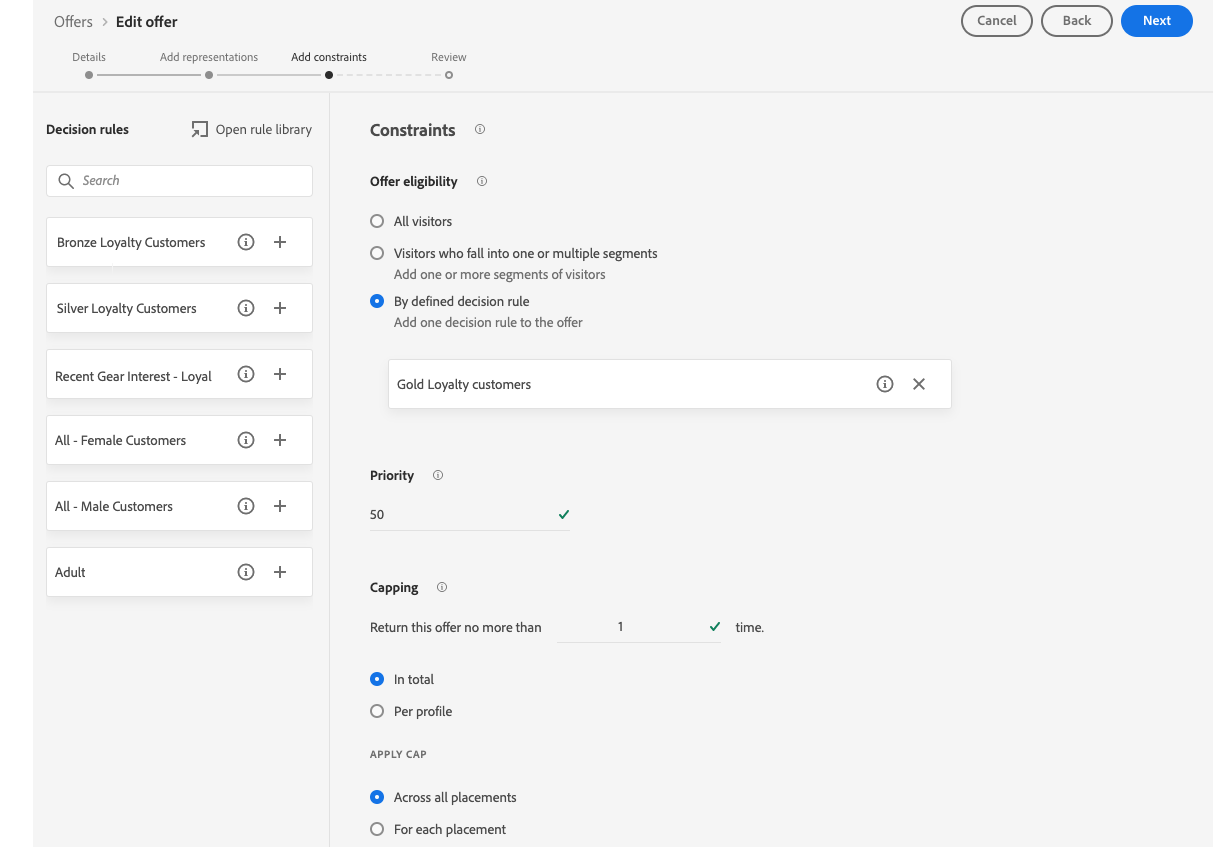 Offers > Edit offer
Cancel
Back
Next
Details
Add representations
Add constraints
Review
Decision rules
Open rule library
Search
Bronze Loyalty Customers
Silver Loyalty Customers
Recent Gear Interest - Loyal
All - Female Customers
All - Male Customers
Adult
Constraints
Offer eligibility
All visitors
Visitors who fall into one or multiple segments
Add one or more segments of visitors
By defined decision rule
Add one decision rule to the offer
Gold Loyalty customers
Priority
50
Capping
Return this offer no more than 1 time.
In total
Per profile
APPLY CAP
Across all placements
For each placement